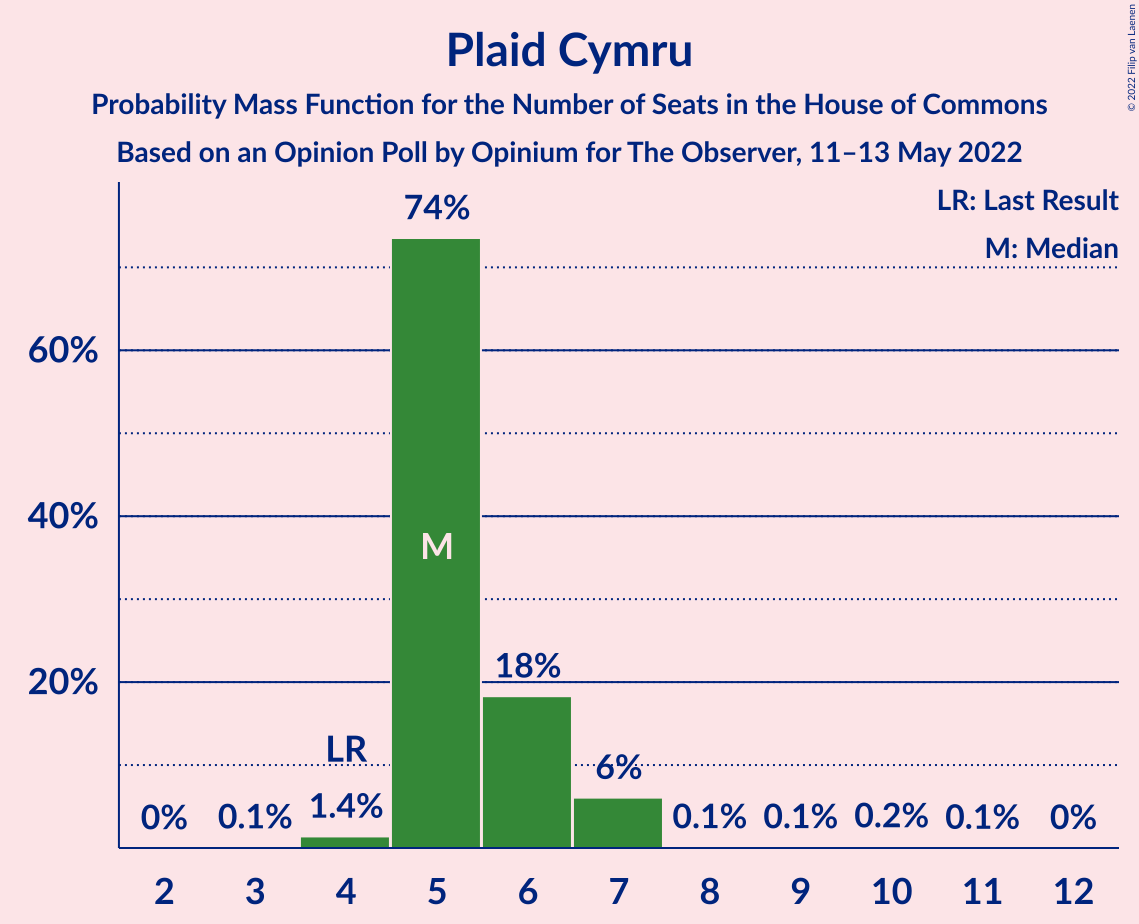 Plaid Cymru
Probability Mass Function for the Number of Seats in the House of Commons
Based on an Opinion Poll by Opinium for The Observer, 11–13 May 2022
© 2022 Filip van Laenen
LR: Last Result
M: Median
74%
60%
40%
M
20%
18%
LR
6%
0% 0.1% 1.4% 0.1% 0.1% 0.2% 0.1% 0%
2 3 4 5 6 7 8 9 10 11 12